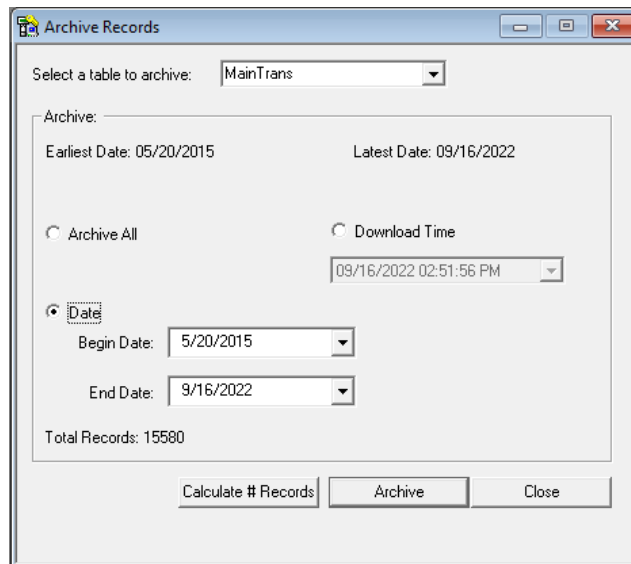 Archive Records
Select a table to archive: MainTrans
Archive:
Earliest Date: 05/20/2015 Latest Date: 09/16/2022
Archive All Download Time
09/16/2022 02:51:56 PM
Date
Begin Date: 5/20/2015
End Date: 9/16/2022
Total Records: 15580
Calculate # Records Archive Close